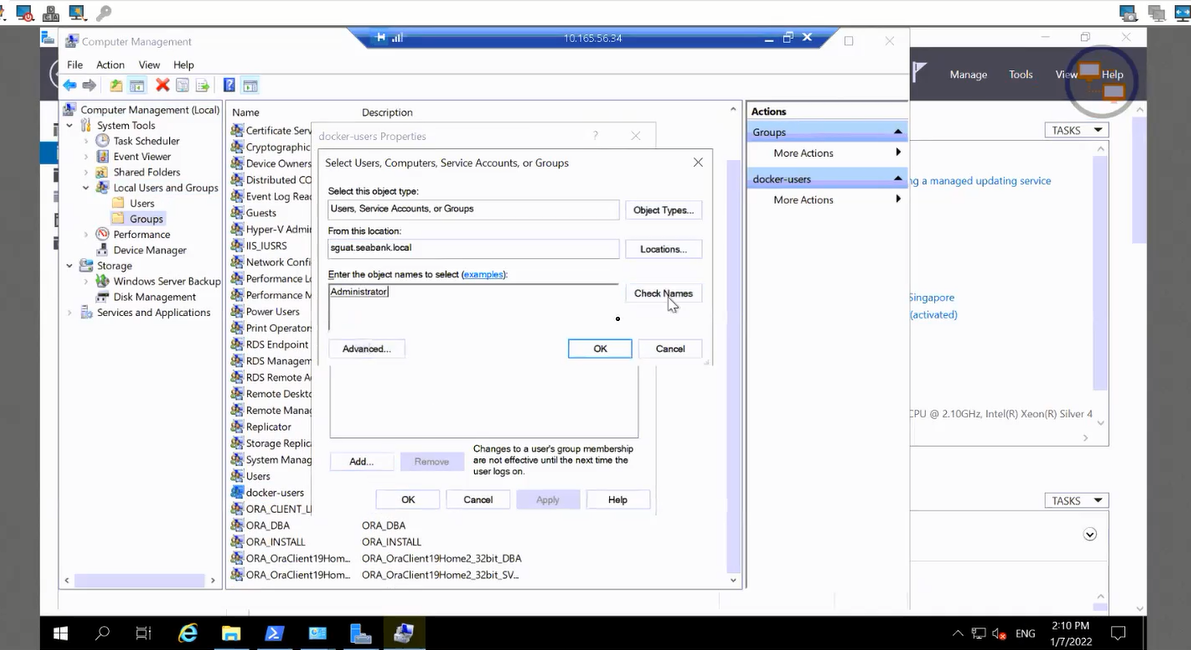 Computer Management
10.165.56.34
File Action View Help
Manage Tools View Help
Computer Management (Local)
System Tools
Task Scheduler
Event Viewer
Shared Folders
Local Users and Groups
Users
Groups
Performance
Device Manager
Storage
Windows Server Backup
Disk Management
Services and Applications
Name Description
Certificate Serv
Cryptographic
Device Owners
Distributed CO
Event Log Rea
Guests
Hyper-V Admi
IIS_IUSRS
Network Confi
Performance L
Performance M
Power Users
Print Operators
RDS Endpoint
RDS Managem
RDS Remote A
Remote Deskto
Remote Manag
Replicator
Storage Replic
System Manag
Users
docker-users
ORA_CLIENT_LI
ORA_DBA ORA_DBA
ORA_INSTALL ORA_INSTALL
ORA_OraClient19Hom... ORA_OraClient19Home2_32bit_DBA
ORA_OraClient19Hom... ORA_OraClient19Home2_32bit_SV...
docker-users Properties
?
Select Users, Computers, Service Accounts, or Groups
Select this object type:
Users, Service Accounts, or Groups
Object Types...
From this location:
sguat.seabank.local
Locations...
Enter the object names to select (examples):
Administrator
Check Names
Advanced...
OK
Cancel
Add...
Remove
Changes to a user's group membership
are not effective until the next time the
user logs on.
OK
Cancel
Apply
Help
Actions
Groups
More Actions
docker-users
More Actions
TASKS
ng a managed updating service
Singapore
(activated)
CPU @ 2.10GHz, Intel(R) Xeon(R) Silver 4
TASKS
ENG
2:10 PM
1/7/2022